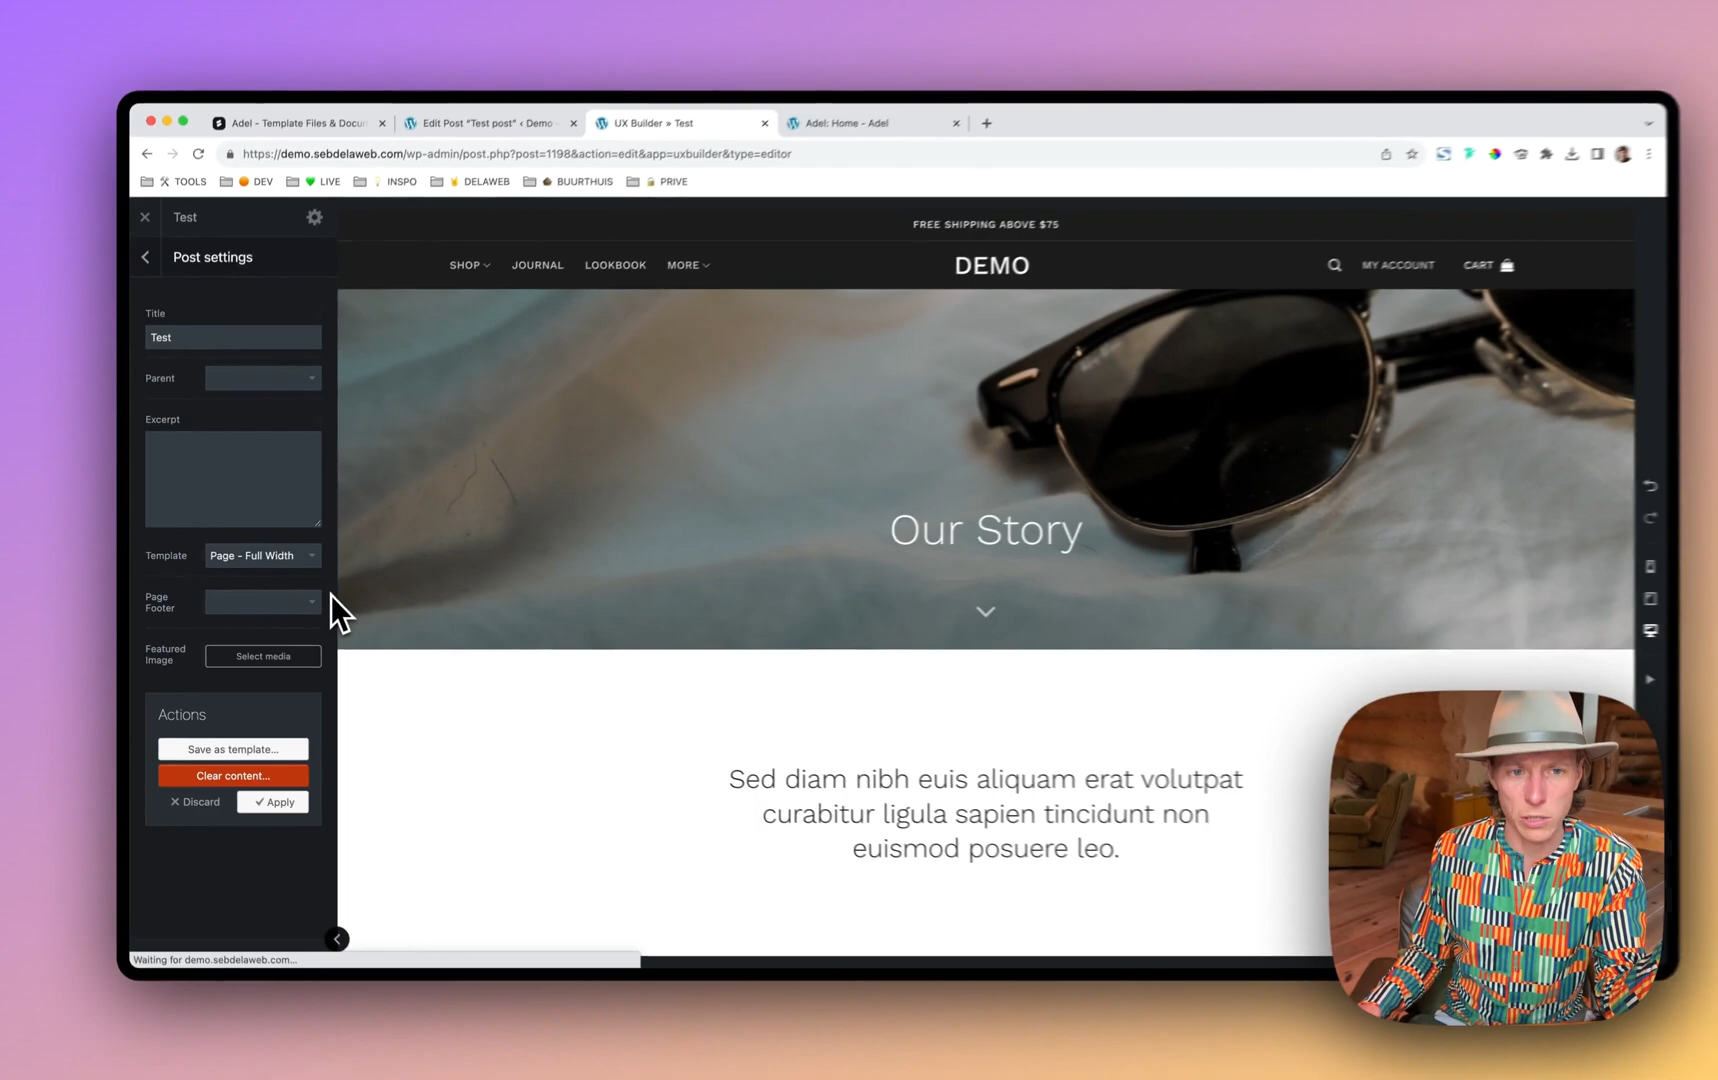 Adel - Template Files & Docun
Edit Post "Test post" ‹ Demo
UX Builder » Test
Adel: Home - Adel
https://demo.sebdelaweb.com/wp-admin/post.php?post=1198&action=edit&app=uxbuilder&type=editor
TOOLS
DEV
LIVE
INSPO
DELAWEB
BUURTHUIS
PRIVE
Test
Post settings
Title
Test
Parent
Excerpt
Template
Page - Full Width
Page
Footer
Featured
Image
Select media
Actions
Save as template...
Clear content...
Discard
Apply
Waiting for demo.sebdelaweb.com...
FREE SHIPPING ABOVE $75
SHOP
JOURNAL
LOOKBOOK
MORE
DEMO
MY ACCOUNT
CART
Our Story
Sed diam nibh euis aliquam erat volutpat
curabitur ligula sapien tincidunt non
euismod posuere leo.